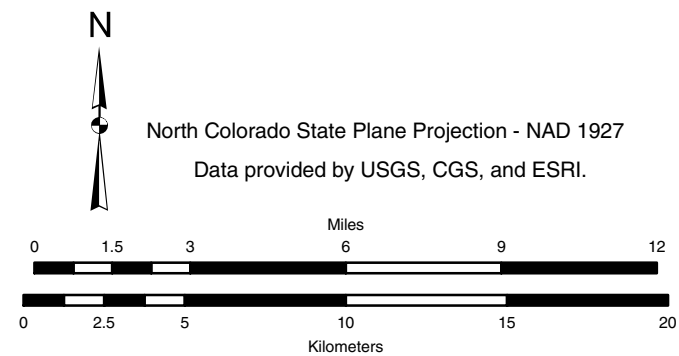 N
North Colorado State Plane Projection - NAD 1927
Data provided by USGS, CGS, and ESRI.
Miles
0 1.5 3 6 9 12
0 2.5 5 10 15 20
Kilometers